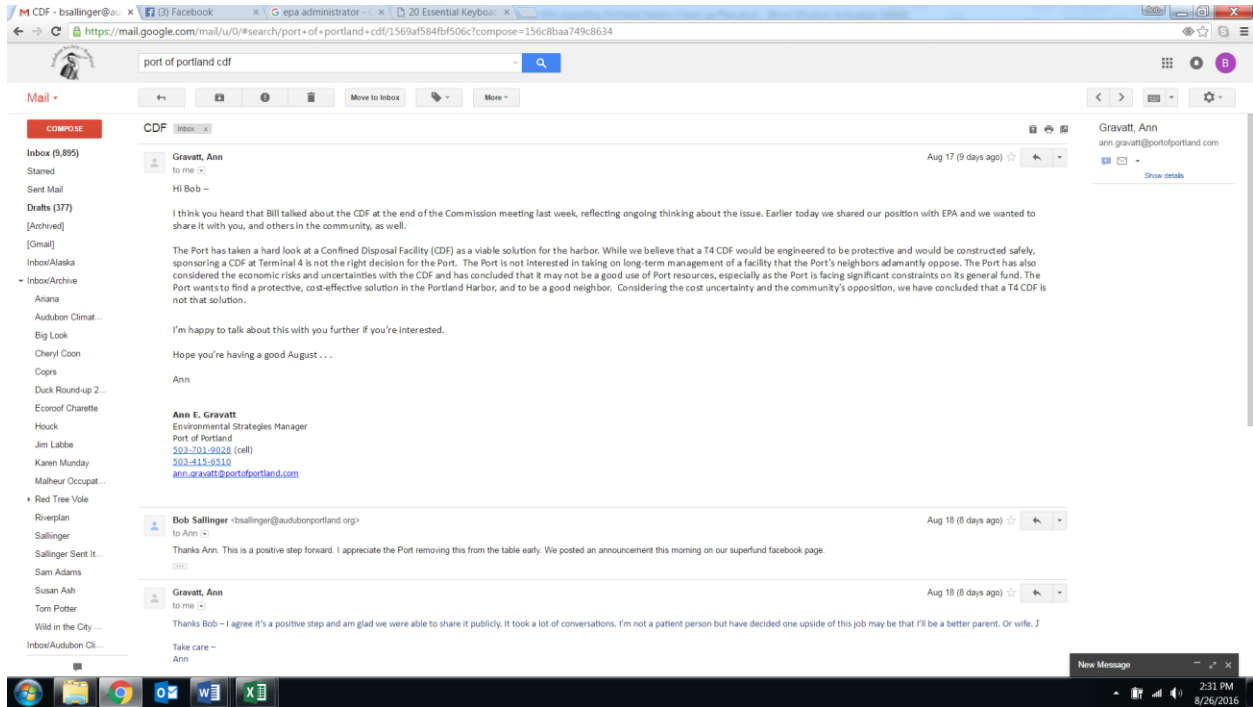 CDF - bsallinger@au
(3) Facebook
epa administrator -
20 Essential Keyboar
https://mail.google.com/mail/u/0/#search/port+of+portland+cdf/1569af584fbf506c?compose=156c8baa749c8634
port of portland cdf
B
Mail
Move to Inbox
More
COMPOSE
Inbox (9,895)
Starred
Sent Mail
Drafts (377)
[Archived]
[Gmail]
Inbox/Alaska
Inbox/Archive
Ariana
Audubon Climat...
Big Look
Cheryl Coon
Coprs
Duck Round-up 2...
Ecoroof Charette
Houck
Jim Labbe
Karen Munday
Malheur Occupat...
Red Tree Vole
Riverplan
Salliinger
Sallinger Sent It...
Sam Adams
Susan Ash
Tom Potter
Wild in the City ...
Inbox/Audubon Cli...
CDF Inbox x
Gravatt, Ann
Aug 17 (9 days ago)
to me
Hi Bob –
I think you heard that Bill talked about the CDF at the end of the Commission meeting last week, reflecting ongoing thinking about the issue. Earlier today we shared our position with EPA and we wanted to
share it with you, and others in the community, as well.
The Port has taken a hard look at a Confined Disposal Facility (CDF) as a viable solution for the harbor. While we believe that a T4 CDF would be engineered to be protective and would be constructed safely,
sponsoring a CDF at Terminal 4 is not the right decision for the Port. The Port is not interested in taking on long-term management of a facility that the Port's neighbors adamantly oppose. The Port has also
considered the economic risks and uncertainties with the CDF and has concluded that it may not be a good use of Port resources, especially as the Port is facing significant constraints on its general fund. The
Port wants to find a protective, cost-effective solution in the Portland Harbor, and to be a good neighbor. Considering the cost uncertainty and the community's opposition, we have concluded that a T4 CDF is
not that solution.
I'm happy to talk about this with you further if you're interested.
Hope you're having a good August . . .
Ann
Ann E. Gravatt
Environmental Strategies Manager
Port of Portland
503-701-9028 (cell)
503-415-6510
ann.gravatt@portofportland.com
Bob Sallinger <bsallinger@audubonportland.org>
Aug 18 (8 days ago)
to Ann
Thanks Ann. This is a positive step forward. I appreciate the Port removing this from the table early. We posted an announcement this morning on our superfund facebook page.
Gravatt, Ann
Aug 18 (8 days ago)
to me
Thanks Bob – I agree it's a positive step and am glad we were able to share it publicly. It took a lot of conversations. I'm not a patient person but have decided one upside of this job may be that I'll be a better parent. Or wife. J
Take care –
Ann
Gravatt, Ann
ann.gravatt@portofportland.com
Show details
New Message
2:31 PM
8/26/2016